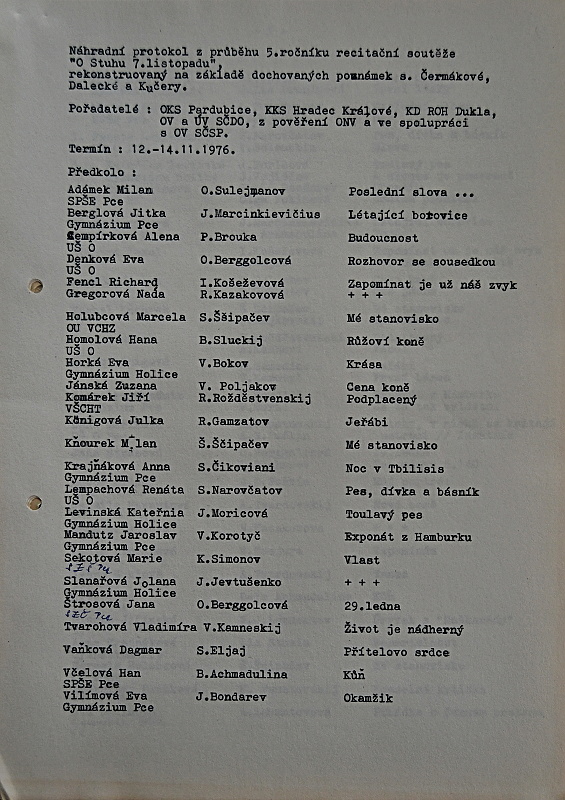 Náhradní protokol z průběhu 5.ročníku recitační soutěže
"O Stuhu 7.listopadu",
rekonstruovaný na základě dochovaných poznámek s. Čermákové,
Dalecké a Kučery.
Pořadatelé : OKS Pardubice, KKS Hradec Králové, KD ROH Dukla,
OV a ÚV SČDO, z pověření ONV a ve spolupráci
s OV SČSP.
Termín : 12.-14.11.1976.
Předkolo :
Adámek Milan O.Sulejmanov Poslední slova ...
SPŠE Pce
Berglová Jitka J.Marcinkievičius Létající borovice
Gymnázium Pce
Čempírková Alena P.Brouka Budoucnost
UŠ O
Denková Eva O.Berggolcová Rozhovor se sousedkou
UŠ O
Fencl Richard I.Košeževová Zapomínat je už náš zvyk
Gregorová Naďa R.Kazakovová + + +
Holubcová Marcela S.Ščipačev Mé stanovisko
OU VCHZ
Homolová Hana B.Sluckij Růžoví koně
UŠ O
Horká Eva V.Bokov Krása
Gymnázium Holice
Jánská Zuzana V. Poljakov Cena koně
Komárek Jiří R.Rožděstvenskij Podplacený
VŠCHT
Königová Julka R.Gamzatov Jeřábi
Kňourek Milan Š.Ščipačev Mé stanovisko
Krajňáková Anna S.Čikoviani Noc v Tbilisis
Gymnázium Pce
Lempachová Renáta S.Narovčatov Pes, dívka a básník
UŠ O
Levinská Kateřnia J.Moricová Toulavý pes
Gymnázium Holice
Mandutz Jaroslav V.Korotyč Exponát z Hamburku
Gymnázium Pce
Sekotová Marie K.Simonov Vlast
Slanařová Jolana J.Jevtušenko + + +
Gymnázium Holice
Štrosová Jana O.Berggolcová 29.ledna
Tvarohová Vladimíra V.Kamneskij Život je nádherný
Vaňková Dagmar S.Eljaj Přítelovo srdce
Včelová Han B.Achmadulina Kůň
SPŠE Pce
Vilímová Eva J.Bondarev Okamžik
Gymnázium Pce